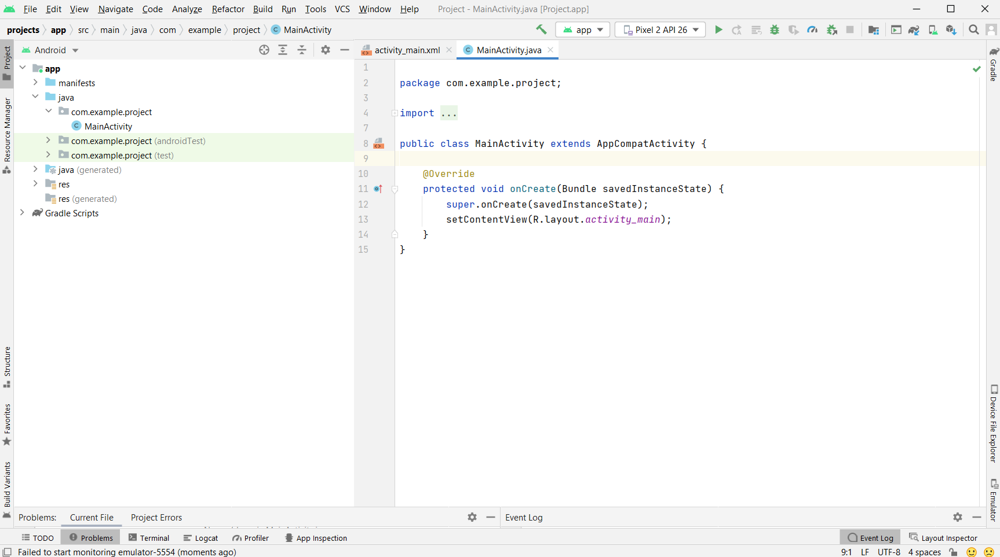 File Edit View Navigate Code Analyze Refactor Build Run Tools VCS Window Help Project - MainActivity.java [Project.app]
projects app src main java com example project C MainActivity app Pixel 2 API 26
Project
Android
activity_main.xml
C MainActivity.java
app
manifests
java
com.example.project
C MainActivity
com.example.project (androidTest)
com.example.project (test)
java (generated)
res
res (generated)
Gradle Scripts
Resource Manager
Structure
Favorites
Build Variants
1
2 package com.example.project;
3
4 import ...
7
8 public class MainActivity extends AppCompatActivity {
9
10 @Override
11 protected void onCreate(Bundle savedInstanceState) {
12 super.onCreate(savedInstanceState);
13 setContentView(R.layout.activity_main);
14 }
15 }
Gradle
Device File Explorer
Emulator
Problems: Current File Project Errors
Event Log
TODO Problems Terminal Logcat Profiler App Inspection Event Log Layout Inspector
Failed to start monitoring emulator-5554 (moments ago) 9:1 LF UTF-8 4 spaces